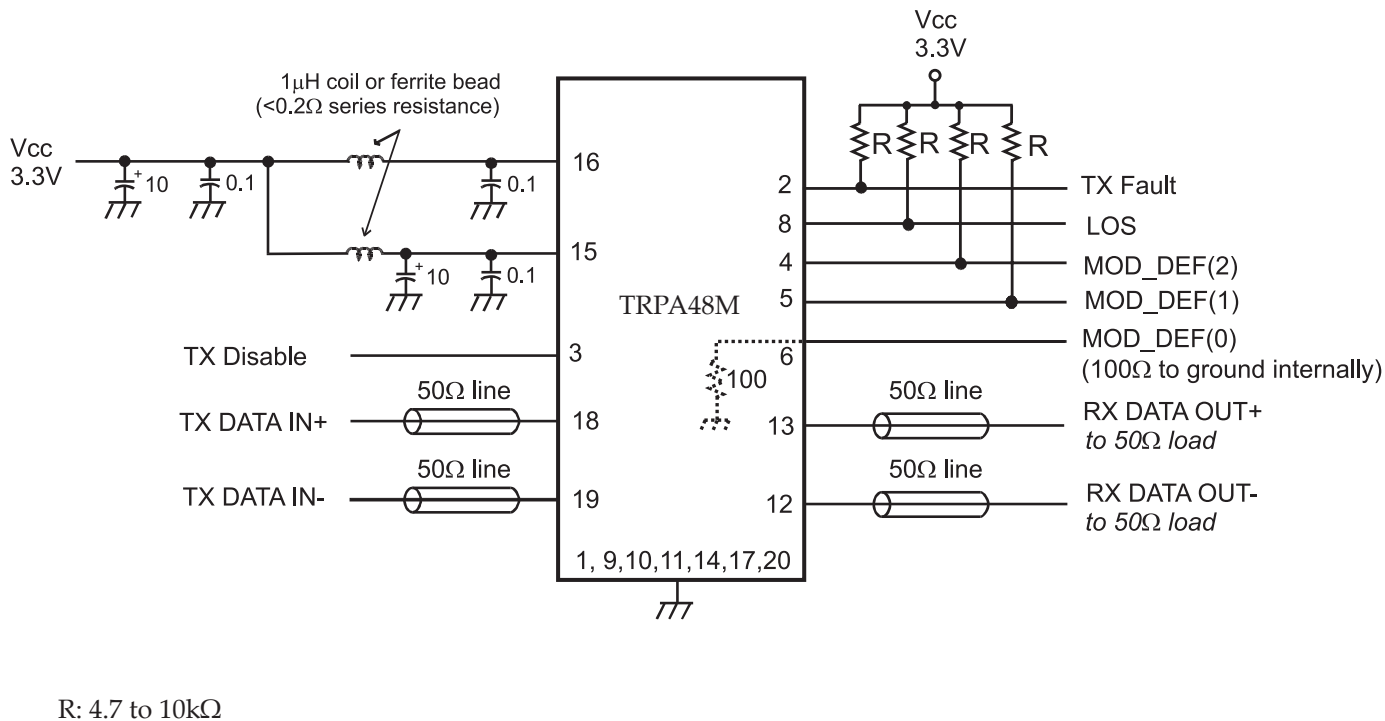 Vcc
3.3V
1μH coil or ferrite bead
(<0.2Ω series resistance)
Vcc
3.3V
+
10
0.1
0.1
+
10
0.1
R
R
R
R
16
15
3
18
19
TRPA48M
2
8
4
5
6
100
13
12
1, 9,10,11,14,17,20
TX Disable
50Ω line
TX DATA IN+
50Ω line
TX DATA IN-
TX Fault
LOS
MOD_DEF(2)
MOD_DEF(1)
MOD_DEF(0)
(100Ω to ground internally)
50Ω line
RX DATA OUT+
to 50Ω load
50Ω line
RX DATA OUT-
to 50Ω load
R: 4.7 to 10kΩ